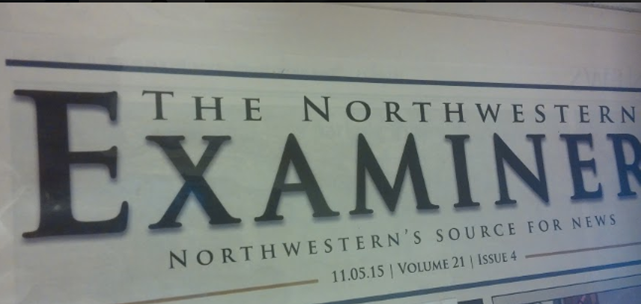 THE NORTHWESTERN
EXAMINER
NORTHWESTERN'S SOURCE FOR NEWS
11.05.15 | VOLUME 21 | ISSUE 4